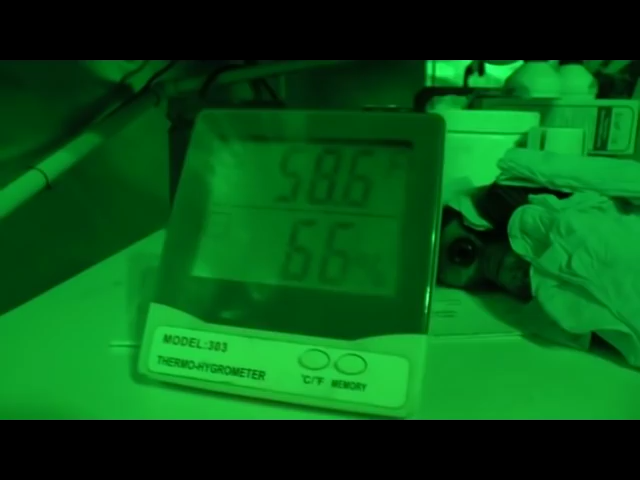 58.6
66
MODEL:303
THERMO-HYGROMETER
°C/°F MEMORY